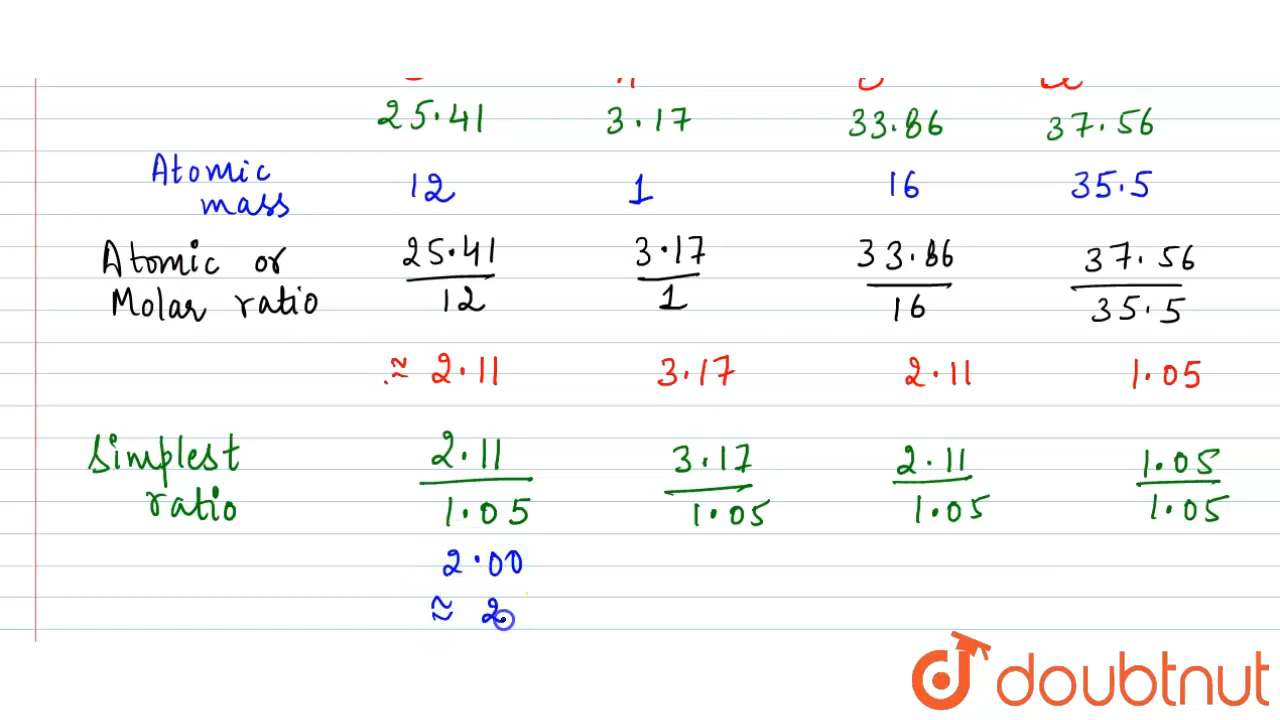 25.41 3.17 33.86 37.56
Atomic mass 12 1 16 35.5
Atomic or Molar ratio 25.41/12 3.17/1 33.86/16 37.56/35.5
≈ 2.11 3.17 2.11 1.05
Simplest ratio 2.11/1.05 3.17/1.05 2.11/1.05 1.05/1.05
2.00
≈ 2
doubtnut